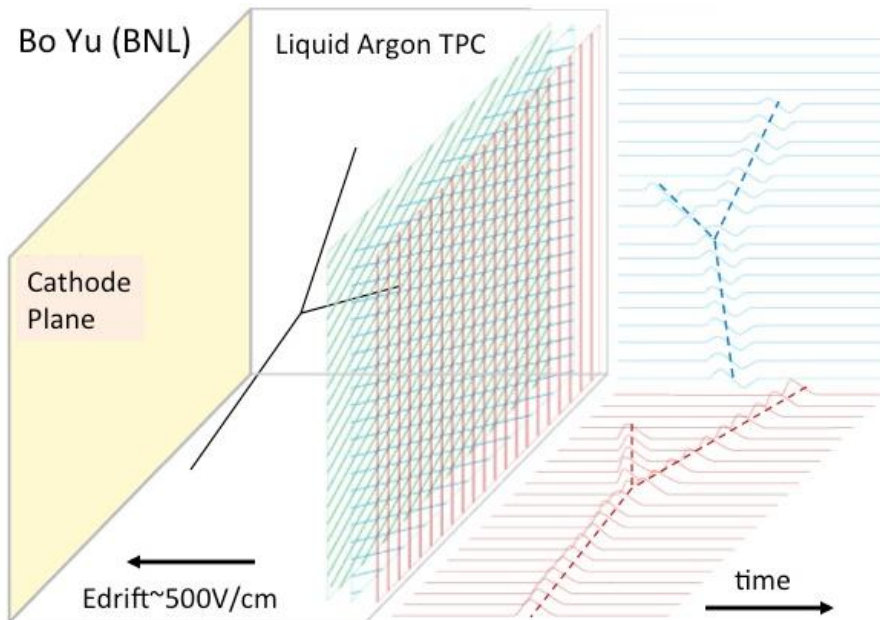 Bo Yu (BNL)
Liquid Argon TPC
Cathode
Plane
Edrift~500V/cm
time